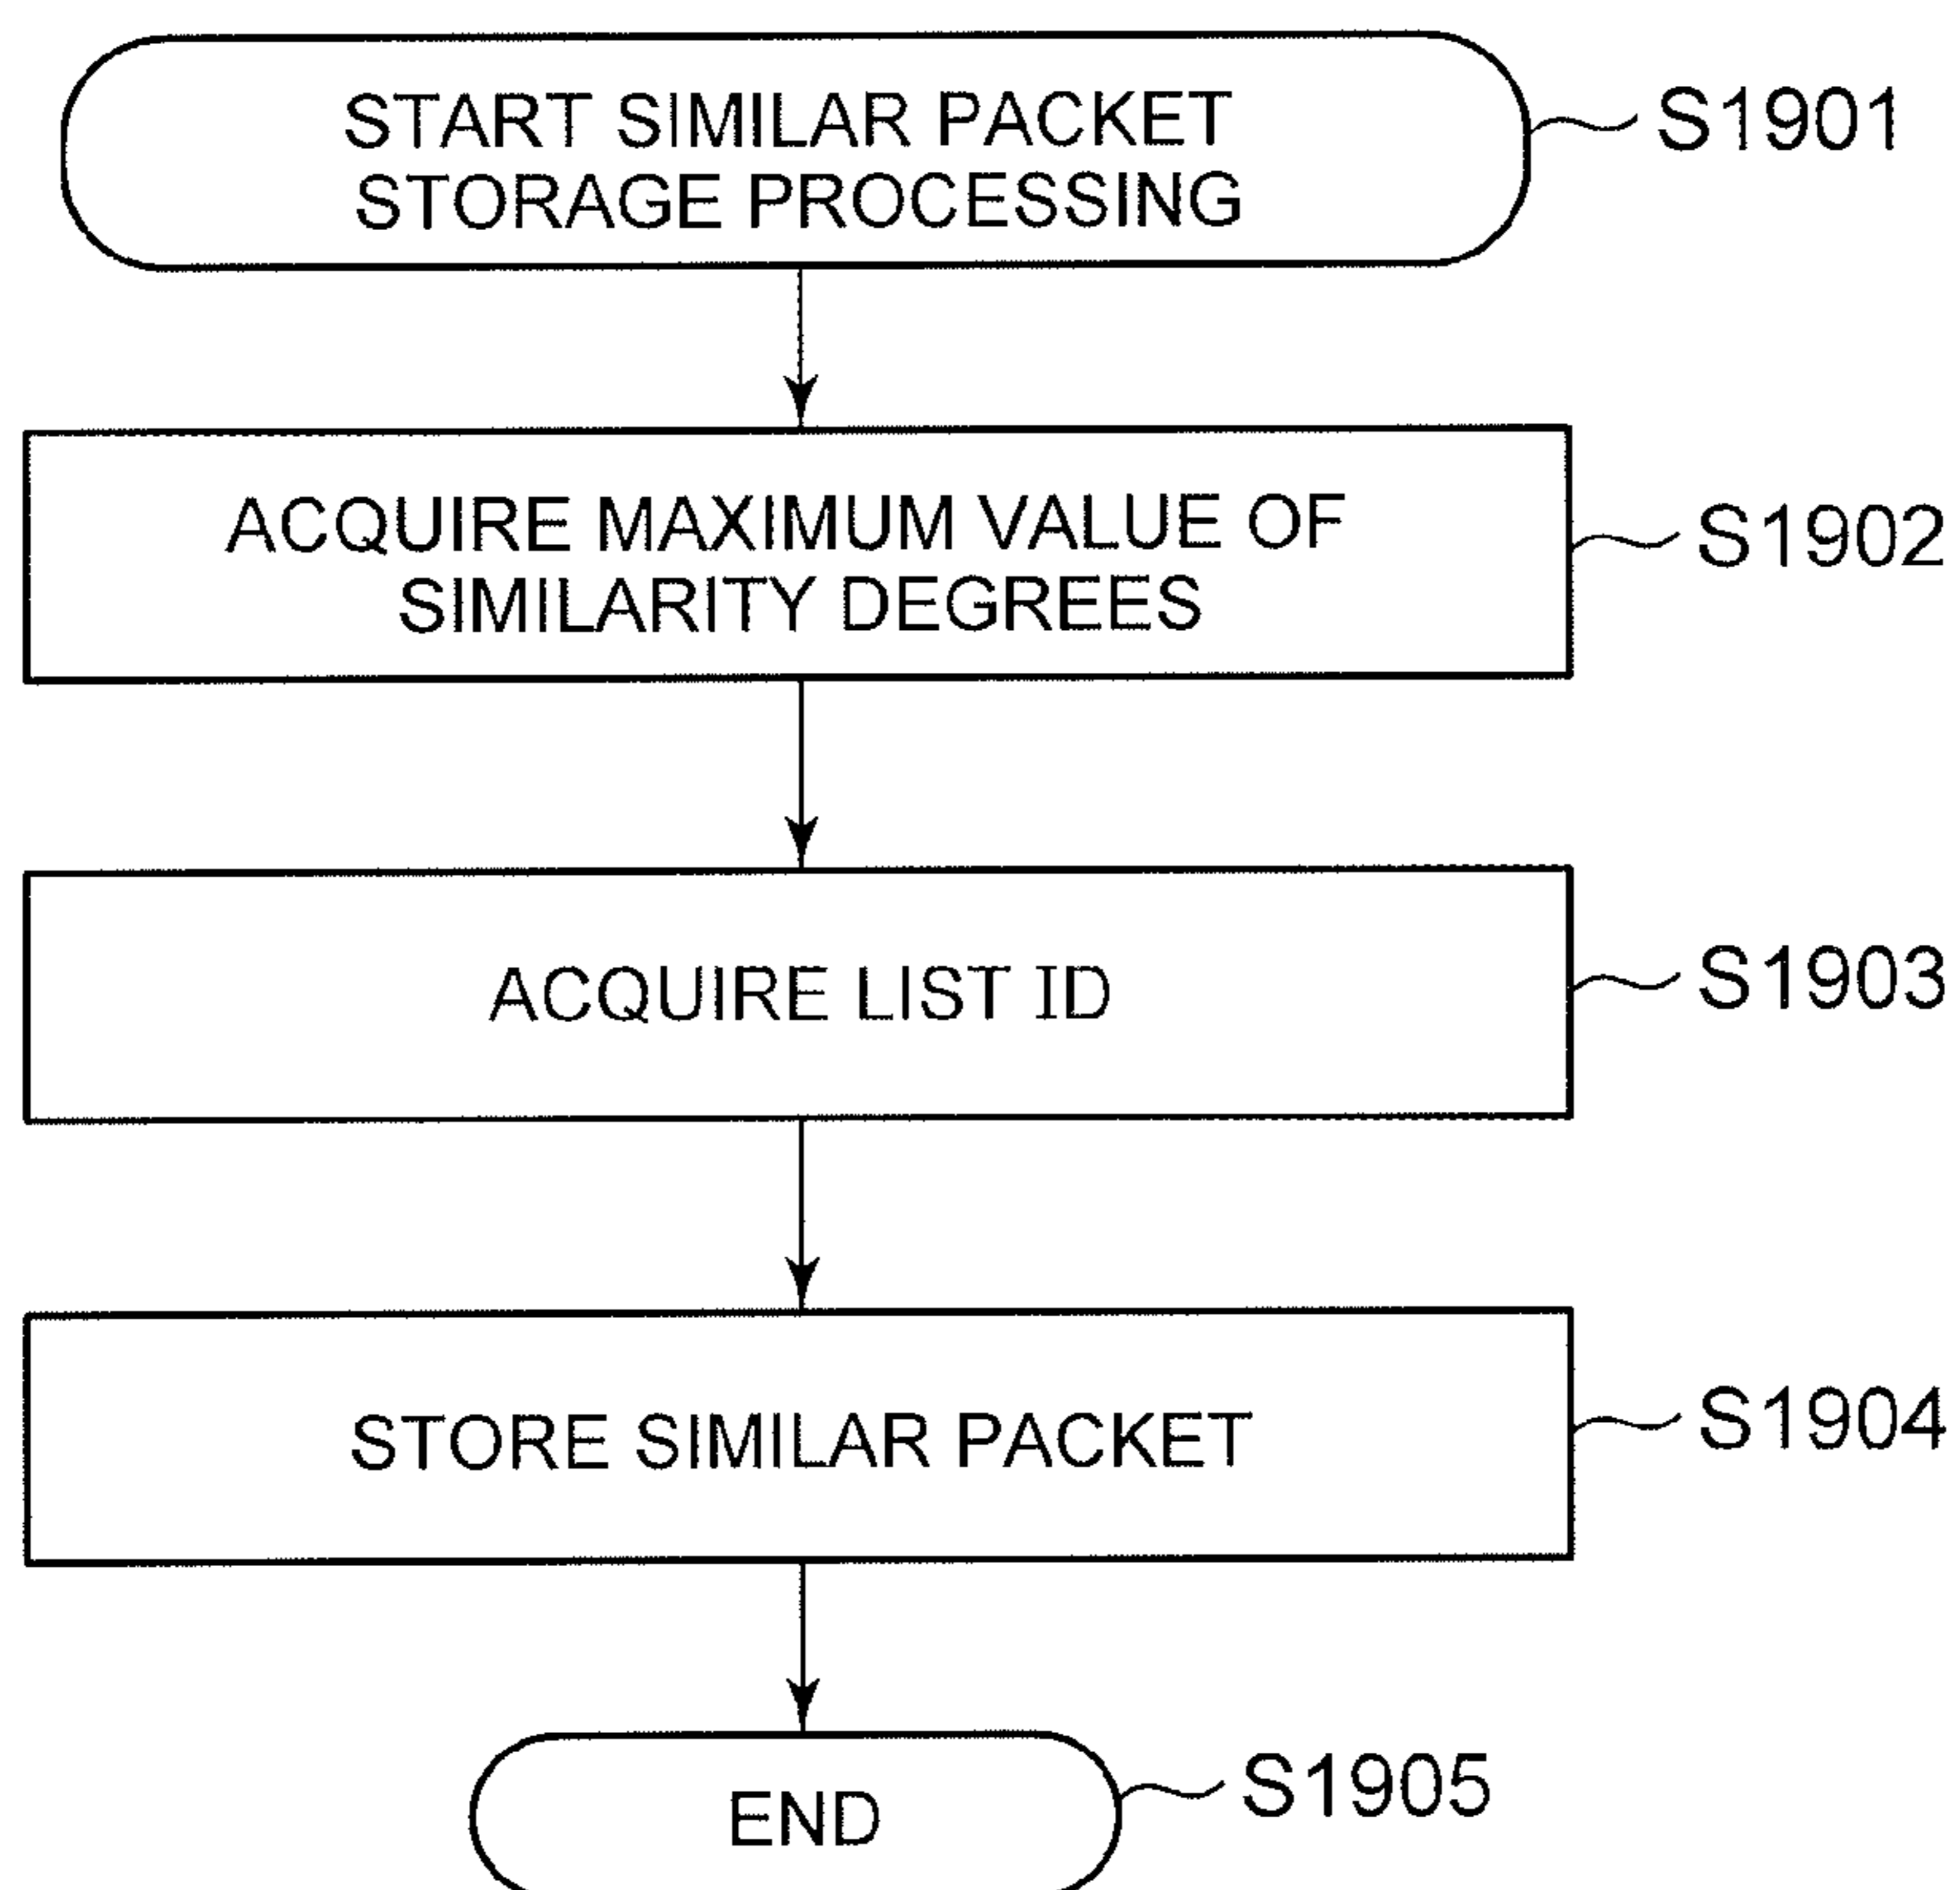 START SIMILAR PACKET
STORAGE PROCESSING
S1901
ACQUIRE MAXIMUM VALUE OF
SIMILARITY DEGREES
S1902
ACQUIRE LIST ID
S1903
STORE SIMILAR PACKET
S1904
END
S1905